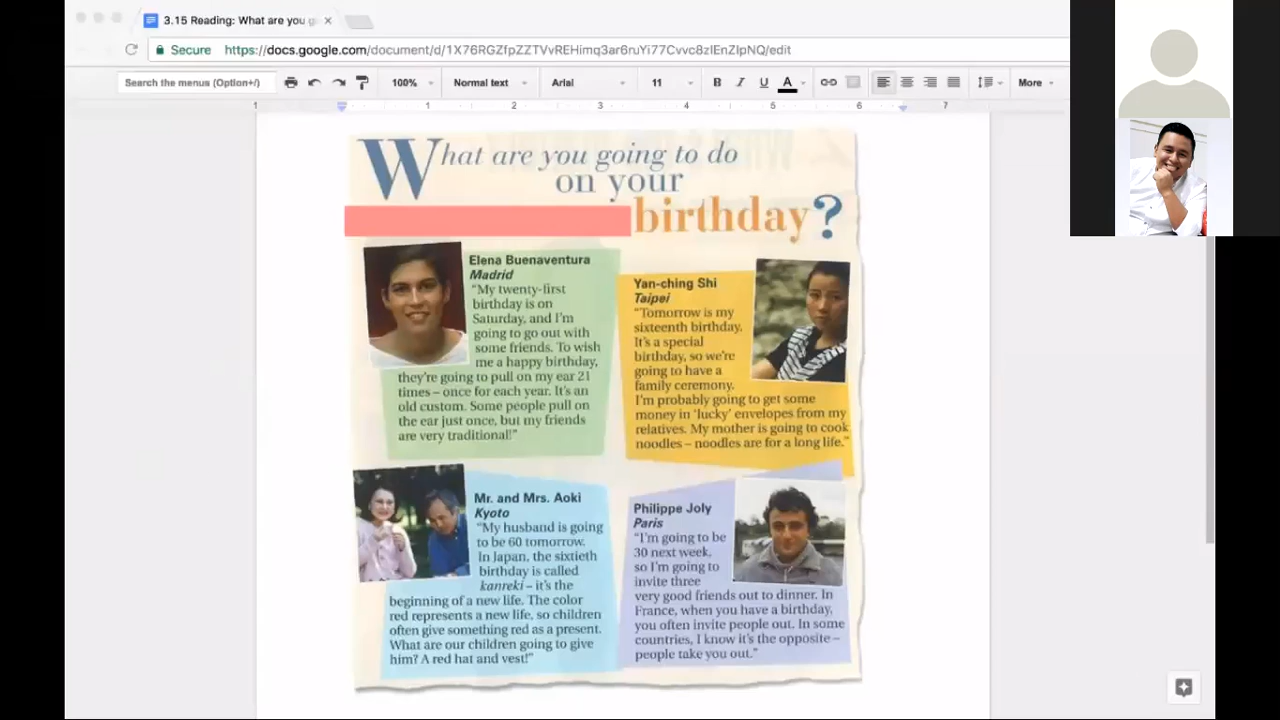 3.15 Reading: What are you g
Secure
https://docs.google.com/document/d/1X76RGZfpZZTVvREHimq3ar6ruYi77Cvvc8zIEnZIpNQ/edit
Search the menus (Option+/)
100%
Normal text
Arial
11
B I U A
More
1 1 2 3 4 5 6 7
What are you going to do
on your
birthday?
Elena Buenaventura
Madrid
"My twenty-first
birthday is on
Saturday, and I'm
going to go out with
some friends. To wish
me a happy birthday,
they're going to pull on my ear 21
times – once for each year. It's an
old custom. Some people pull on
the ear just once, but my friends
are very traditional!"
Yan-ching Shi
Taipei
"Tomorrow is my
sixteenth birthday.
It's a special
birthday, so we're
going to have a
family ceremony.
I'm probably going to get some
money in 'lucky' envelopes from my
relatives. My mother is going to cook
noodles – noodles are for a long life."
Mr. and Mrs. Aoki
Kyoto
"My husband is going
to be 60 tomorrow.
In Japan, the sixtieth
birthday is called
kanreki – it's the
beginning of a new life. The color
red represents a new life, so children
often give something red as a present.
What are our children going to give
him? A red hat and vest!"
Philippe Joly
Paris
"I'm going to be
30 next week,
so I'm going to
invite three
very good friends out to dinner. In
France, when you have a birthday,
you often invite people out. In some
countries, I know it's the opposite –
people take you out."